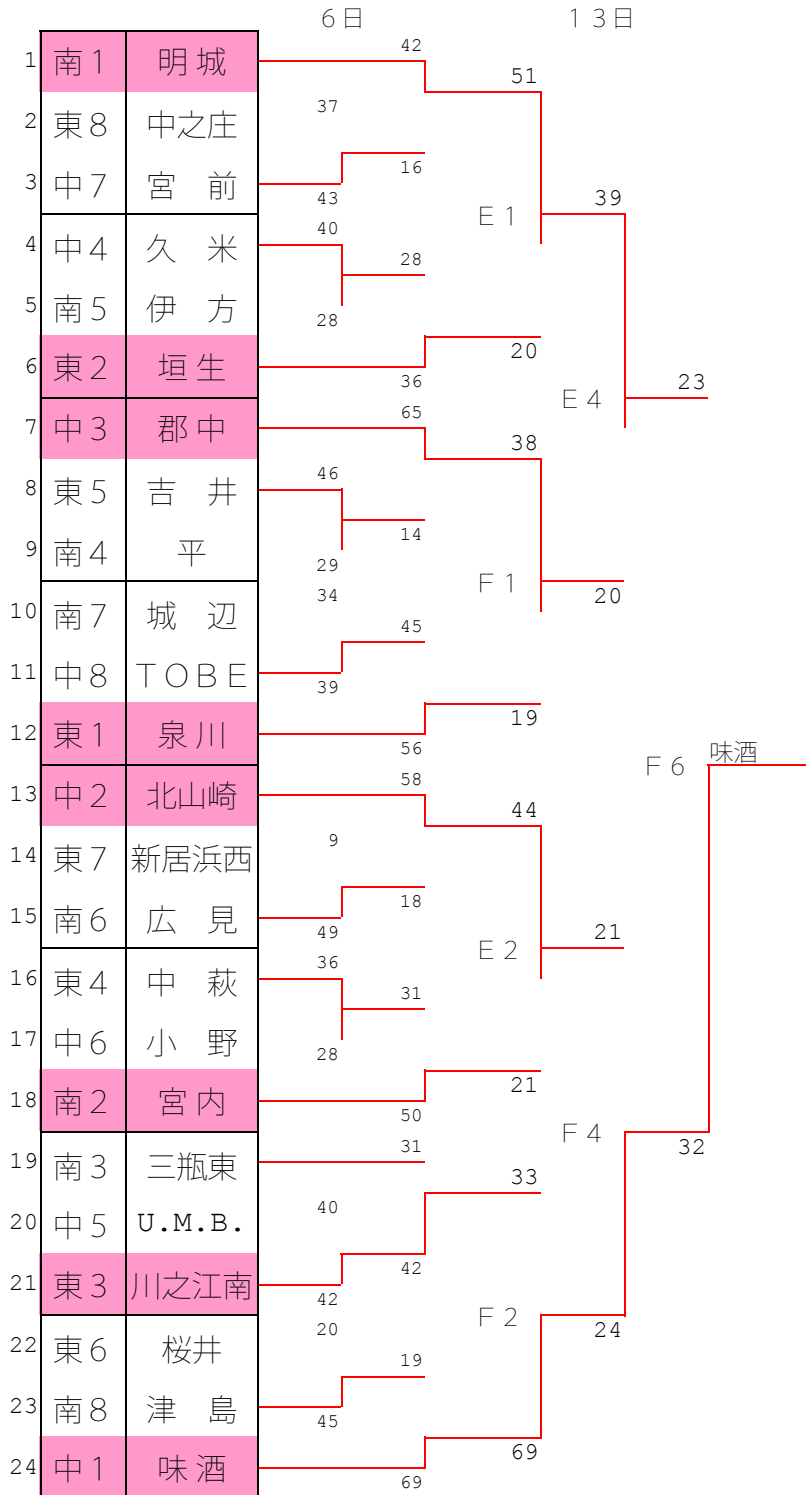 ６日 １３日
1 南１ 明 城 42
51
2 東８ 中之庄 37
16
3 中７ 宮　前 43
39
E１
4 中４ 久　米 40
28
5 南５ 伊　方 28
20
6 東２ 垣 生 36
23
E４
7 中３ 郡 中 65
38
8 東５ 吉　井 46
14
9 南４ 平 29
F１ 20
10 南７ 城　辺 34
45
11 中８ ＴＯＢＥ 39
19
12 東１ 泉 川 56
F６ 味酒
13 中２ 北山崎 58
44
14 東７ 新居浜西 9
18
15 南６ 広　見 49
21
E２
16 東４ 中　萩 36
31
17 中６ 小　野 28
21
18 南２ 宮 内 50
F４ 32
19 南３ 三瓶東 31
33
20 中５ U.M.B. 40
42
21 東３ 川之江南 42
F２ 24
22 東６ 桜井 20
19
23 南８ 津　島 45
69
24 中１ 味 酒 69